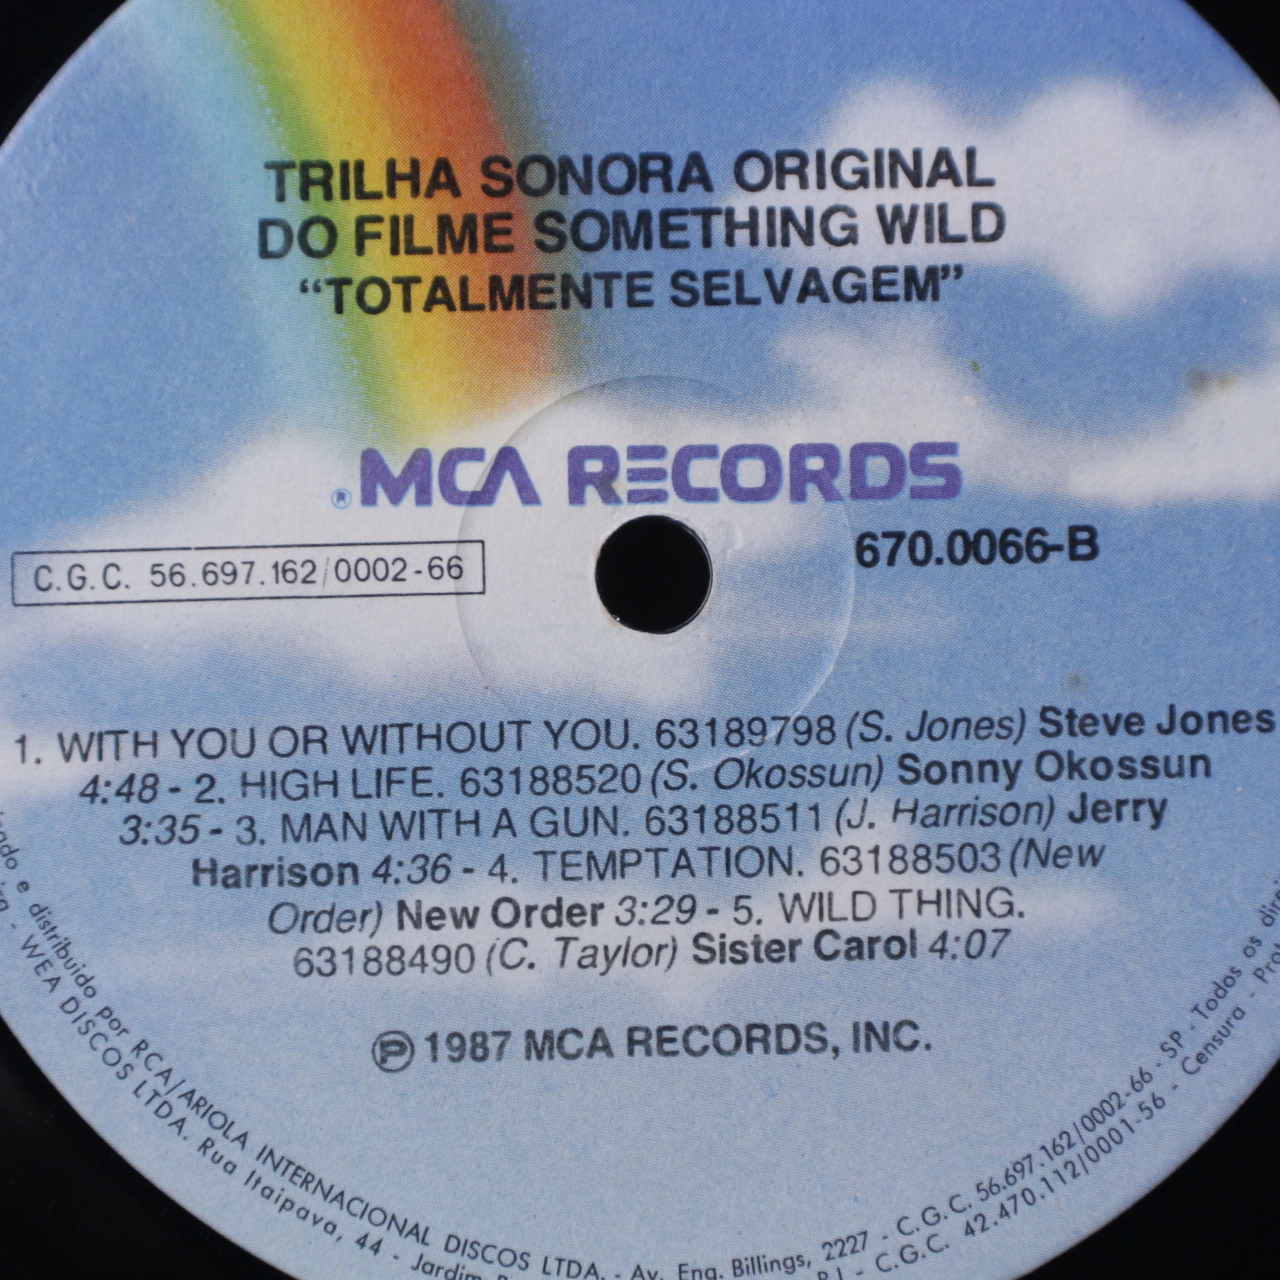 TRILHA SONORA ORIGINAL
DO FILME SOMETHING WILD
“TOTALMENTE SELVAGEM”
® MCA RECORDS
C.G.C. 56.697.162/0002-66
670.0066-B
1. WITH YOU OR WITHOUT YOU. 63189798 (S. Jones) Steve Jones
4:48 - 2. HIGH LIFE. 63188520 (S. Okossun) Sonny Okossun
3:35 - 3. MAN WITH A GUN. 63188511 (J. Harrison) Jerry
Harrison 4:36 - 4. TEMPTATION. 63188503 (New
Order) New Order 3:29 - 5. WILD THING.
63188490 (C. Taylor) Sister Carol 4:07
℗ 1987 MCA RECORDS, INC.
e distribuido por RCA/ARIOLA INTERNACIONAL DISCOS LTDA. - Av. Eng. Billings, 2227 - C.G.C. 56.697.162/0002-66 - SP - Todos os
- WEA DISCOS LTDA. Rua Itaipava, 44 - Jardim - C.G.C. 42.470.112/0001-56 - Censura -